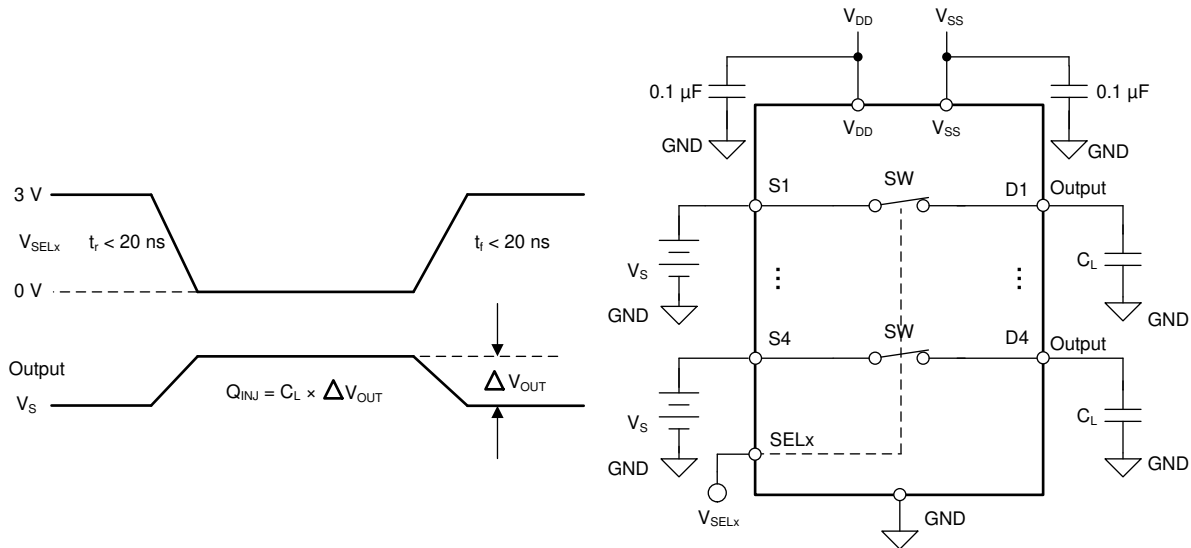 3 V
V_SELx
t_r < 20 ns
t_f < 20 ns
0 V
Output
V_S
Q_INJ = C_L × Δ V_OUT
Δ V_OUT
V_DD
V_SS
0.1 µF
0.1 µF
V_DD
V_SS
GND
GND
S1
SW
D1
Output
V_S
C_L
⋮
⋮
GND
GND
S4
SW
D4
Output
V_S
C_L
SELx
GND
GND
V_SELx
GND